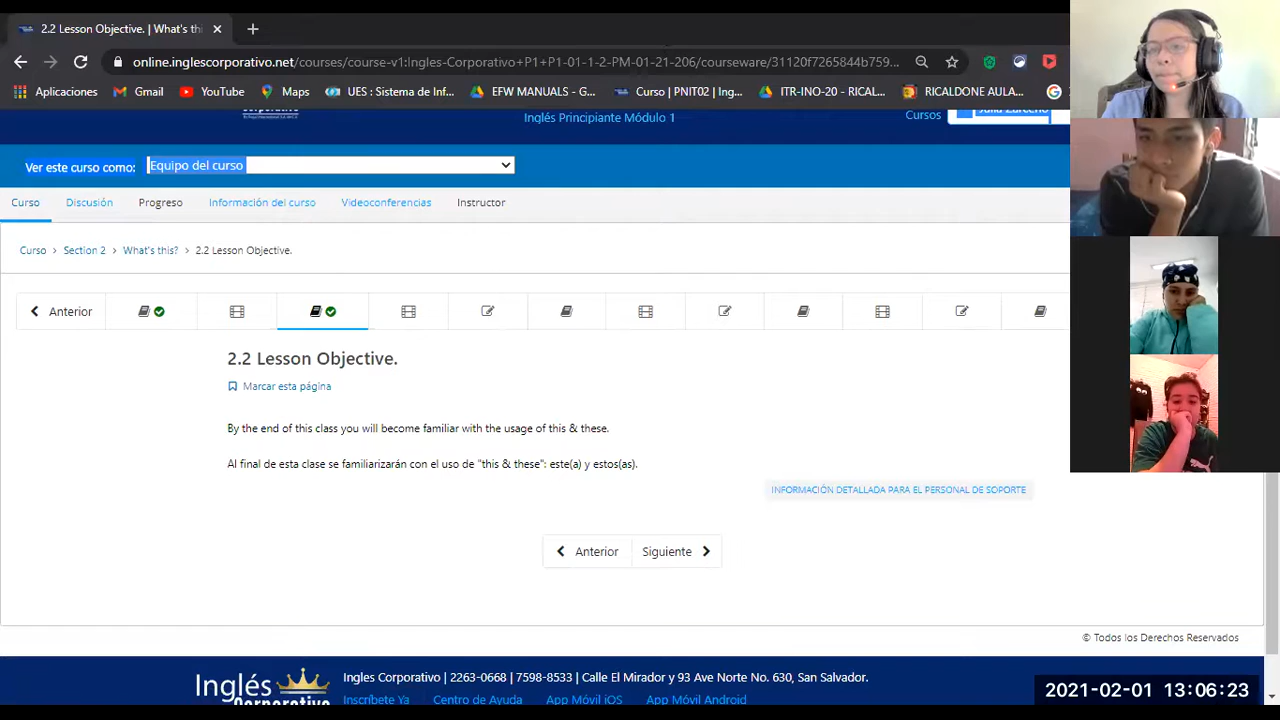 2.2 Lesson Objective. | What's thi
online.inglescorporativo.net/courses/course-v1:Ingles-Corporativo+P1+P1-01-1-2-PM-01-21-206/courseware/31120f7265844b759...
Aplicaciones Gmail YouTube Maps UES : Sistema de Inf... EFW MANUALS - G... Curso | PNIT02 | Ing... ITR-INO-20 - RICAL... RICALDONE AULA...
Inglés Principiante Módulo 1
Cursos
Ver este curso como: Equipo del curso
Curso Discusión Progreso Información del curso Videoconferencias Instructor
Curso > Section 2 > What's this? > 2.2 Lesson Objective.
Anterior
2.2 Lesson Objective.
Marcar esta página
By the end of this class you will become familiar with the usage of this & these.
Al final de esta clase se familiarizarán con el uso de "this & these": este(a) y estos(as).
INFORMACIÓN DETALLADA PARA EL PERSONAL DE SOPORTE
Anterior Siguiente
© Todos los Derechos Reservados
Inglés
Ingles Corporativo | 2263-0668 | 7598-8533 | Calle El Mirador y 93 Ave Norte No. 630, San Salvador.
Inscríbete Ya Centro de Ayuda App Móvil iOS App Móvil Android
2021-02-01 13:06:23